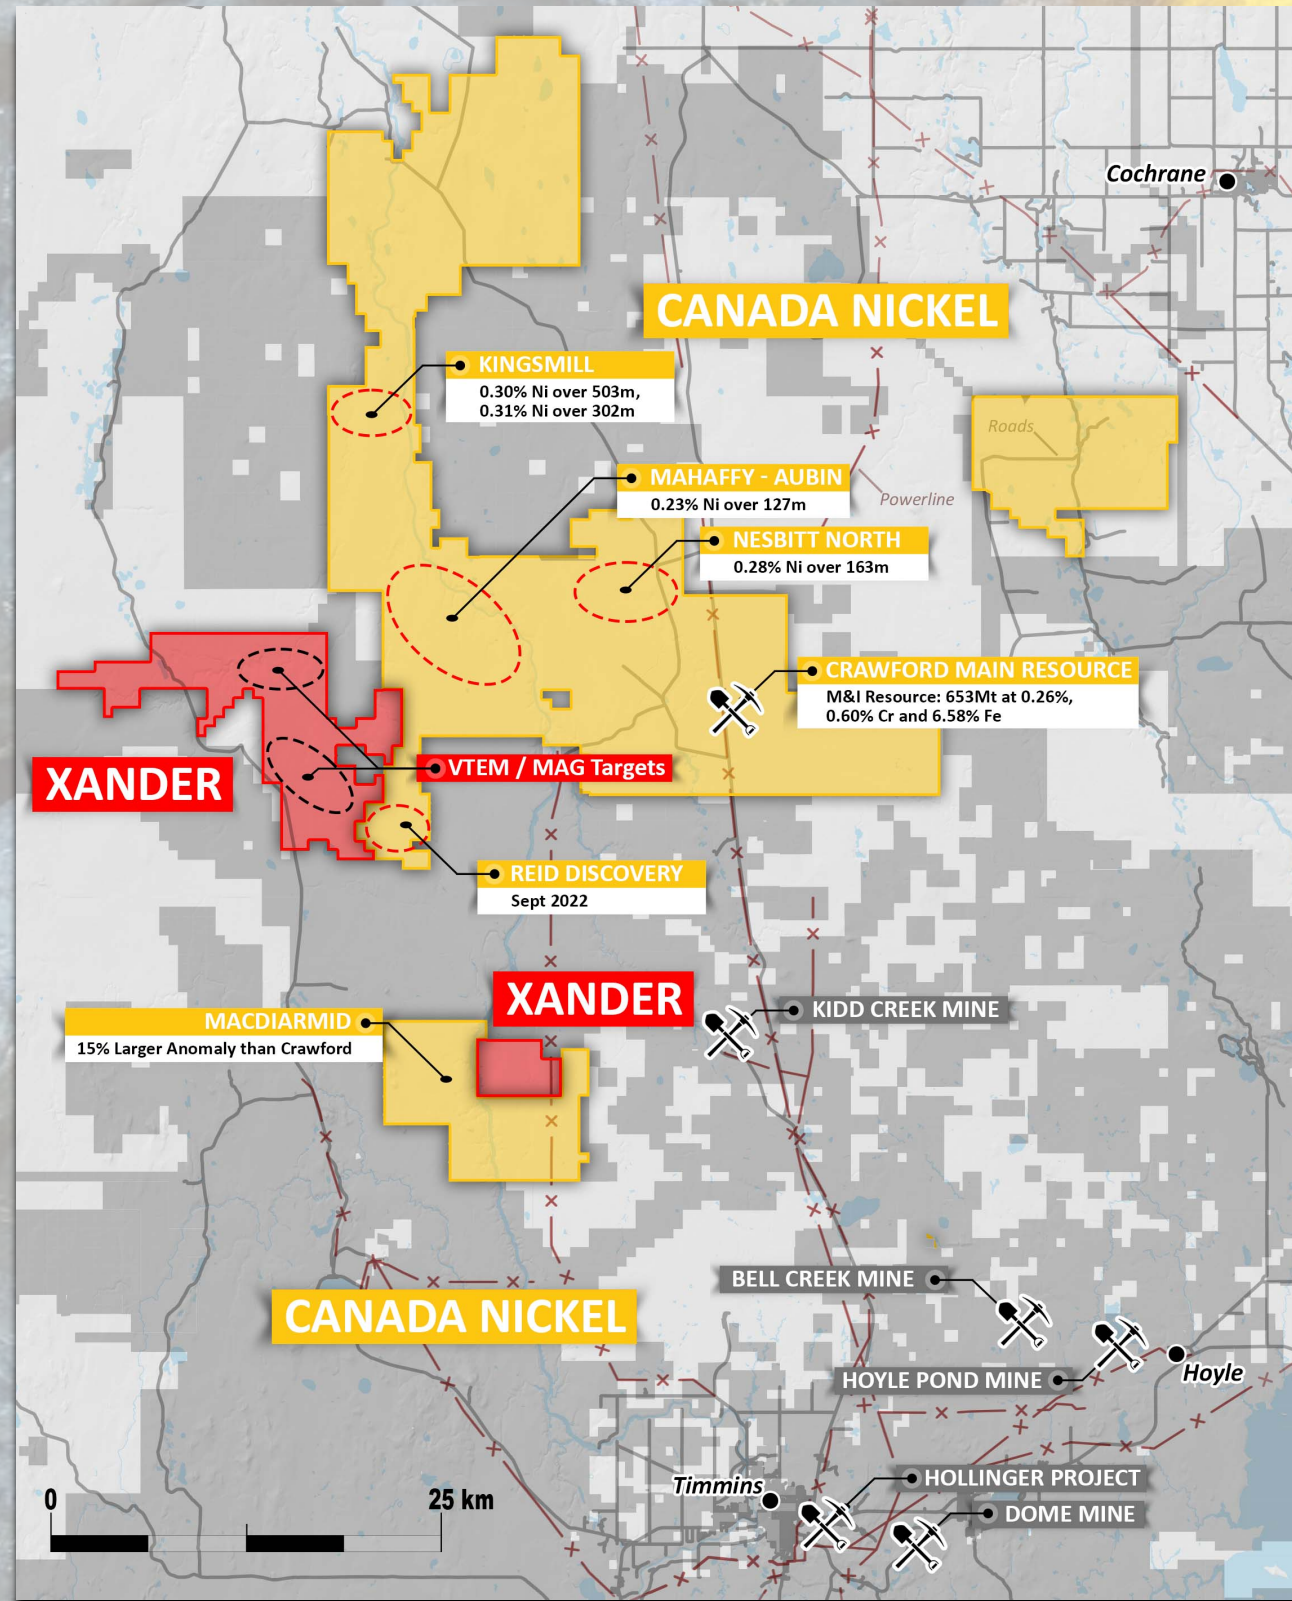 Cochrane
CANADA NICKEL
KINGSMILL
0.30% Ni over 503m,
0.31% Ni over 302m
Roads
MAHAFFY - AUBIN
0.23% Ni over 127m
Powerline
NESBITT NORTH
0.28% Ni over 163m
CRAWFORD MAIN RESOURCE
M&I Resource: 653Mt at 0.26%,
0.60% Cr and 6.58% Fe
XANDER
VTEM / MAG Targets
REID DISCOVERY
Sept 2022
XANDER
KIDD CREEK MINE
MACDIARMID
15% Larger Anomaly than Crawford
BELL CREEK MINE
CANADA NICKEL
HOYLE POND MINE
Hoyle
Timmins
HOLLINGER PROJECT
DOME MINE
0
25 km